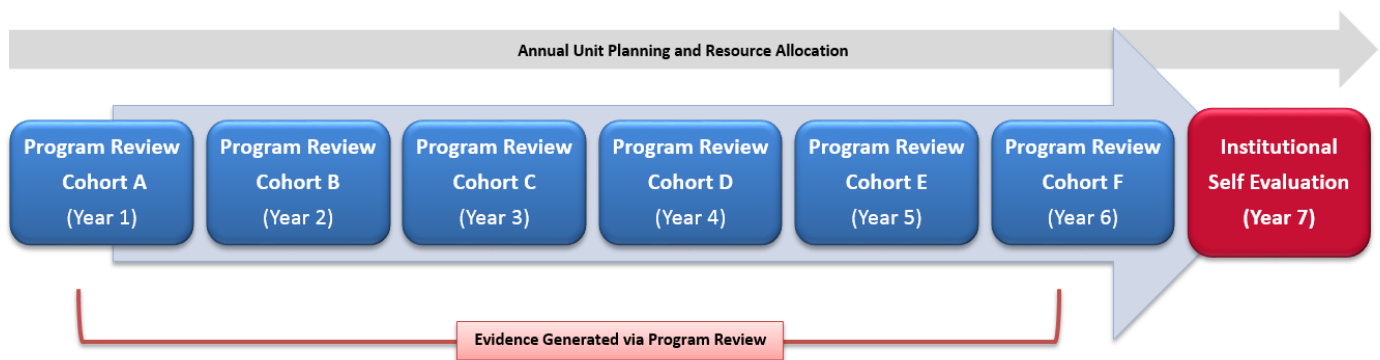 Annual Unit Planning and Resource Allocation
Program Review
Cohort A
(Year 1)
Program Review
Cohort B
(Year 2)
Program Review
Cohort C
(Year 3)
Program Review
Cohort D
(Year 4)
Program Review
Cohort E
(Year 5)
Program Review
Cohort F
(Year 6)
Institutional
Self Evaluation
(Year 7)
Evidence Generated via Program Review